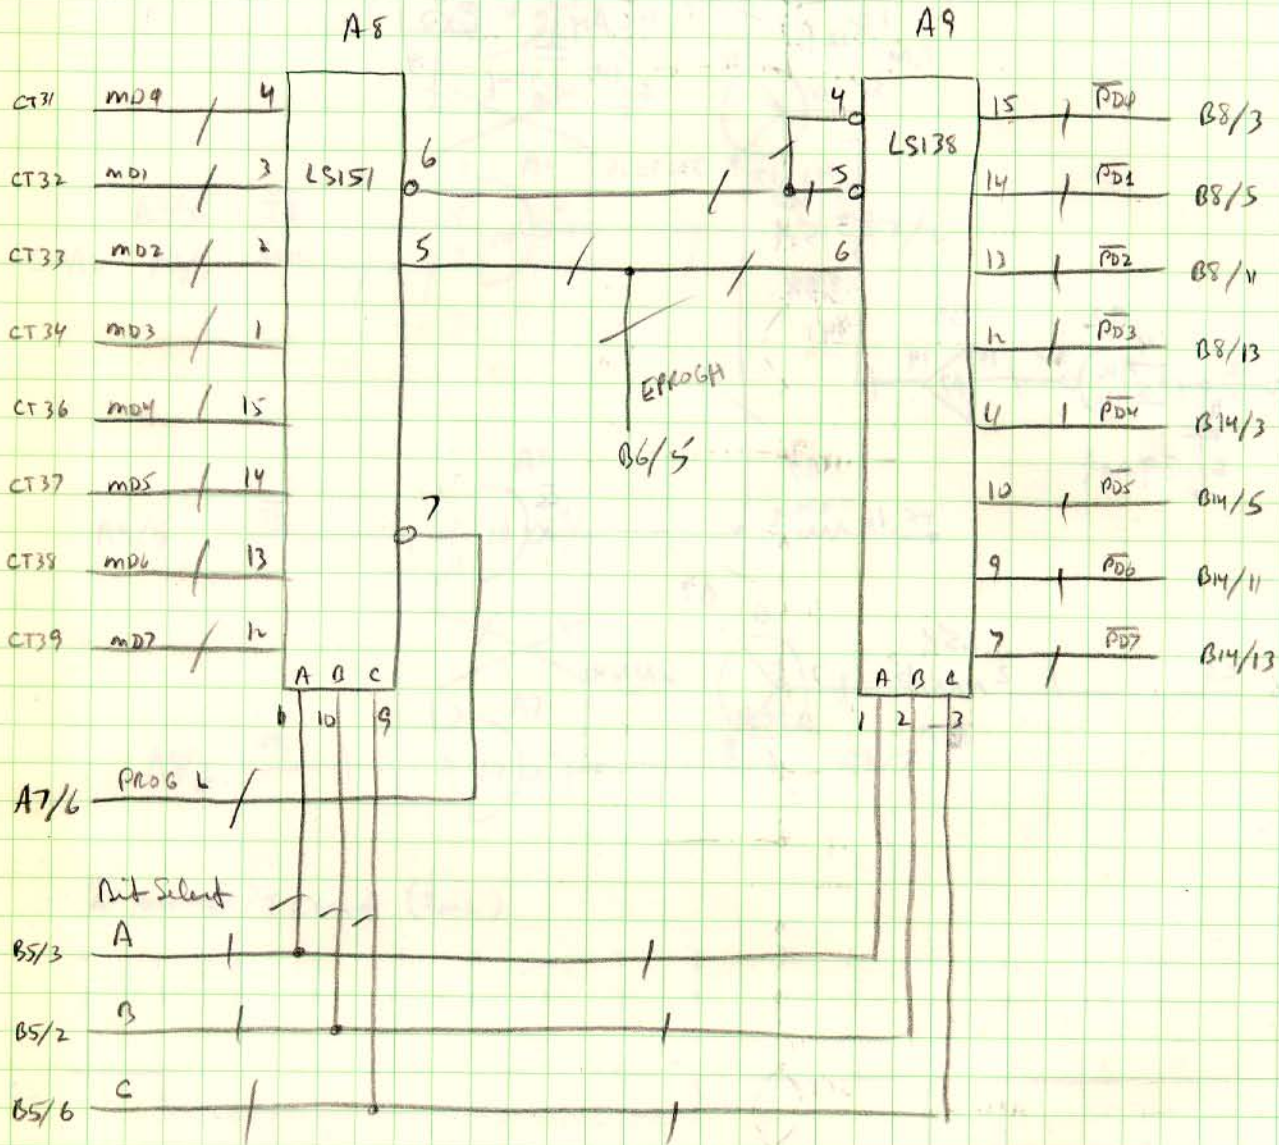 A8
A9
CT31 MD0 4
CT32 MD1 3
CT33 MD2 2
CT34 MD3 1
CT36 MD4 15
CT37 MD5 14
CT38 MD6 13
CT39 MD7 12
LS151
6
5
7
A B C
10 9
4
5
6
LS138
15 PD0 B8/3
14 PD1 B8/5
13 PD2 B8/11
12 PD3 B8/13
11 PD4 B14/3
10 PD5 B14/5
9 PD6 B14/11
7 PD7 B14/13
A B C
1 2 3
EPROGH
B6/5
A7/6 PROG L
Bit Select
B5/3 A
B5/2 B
B5/6 C